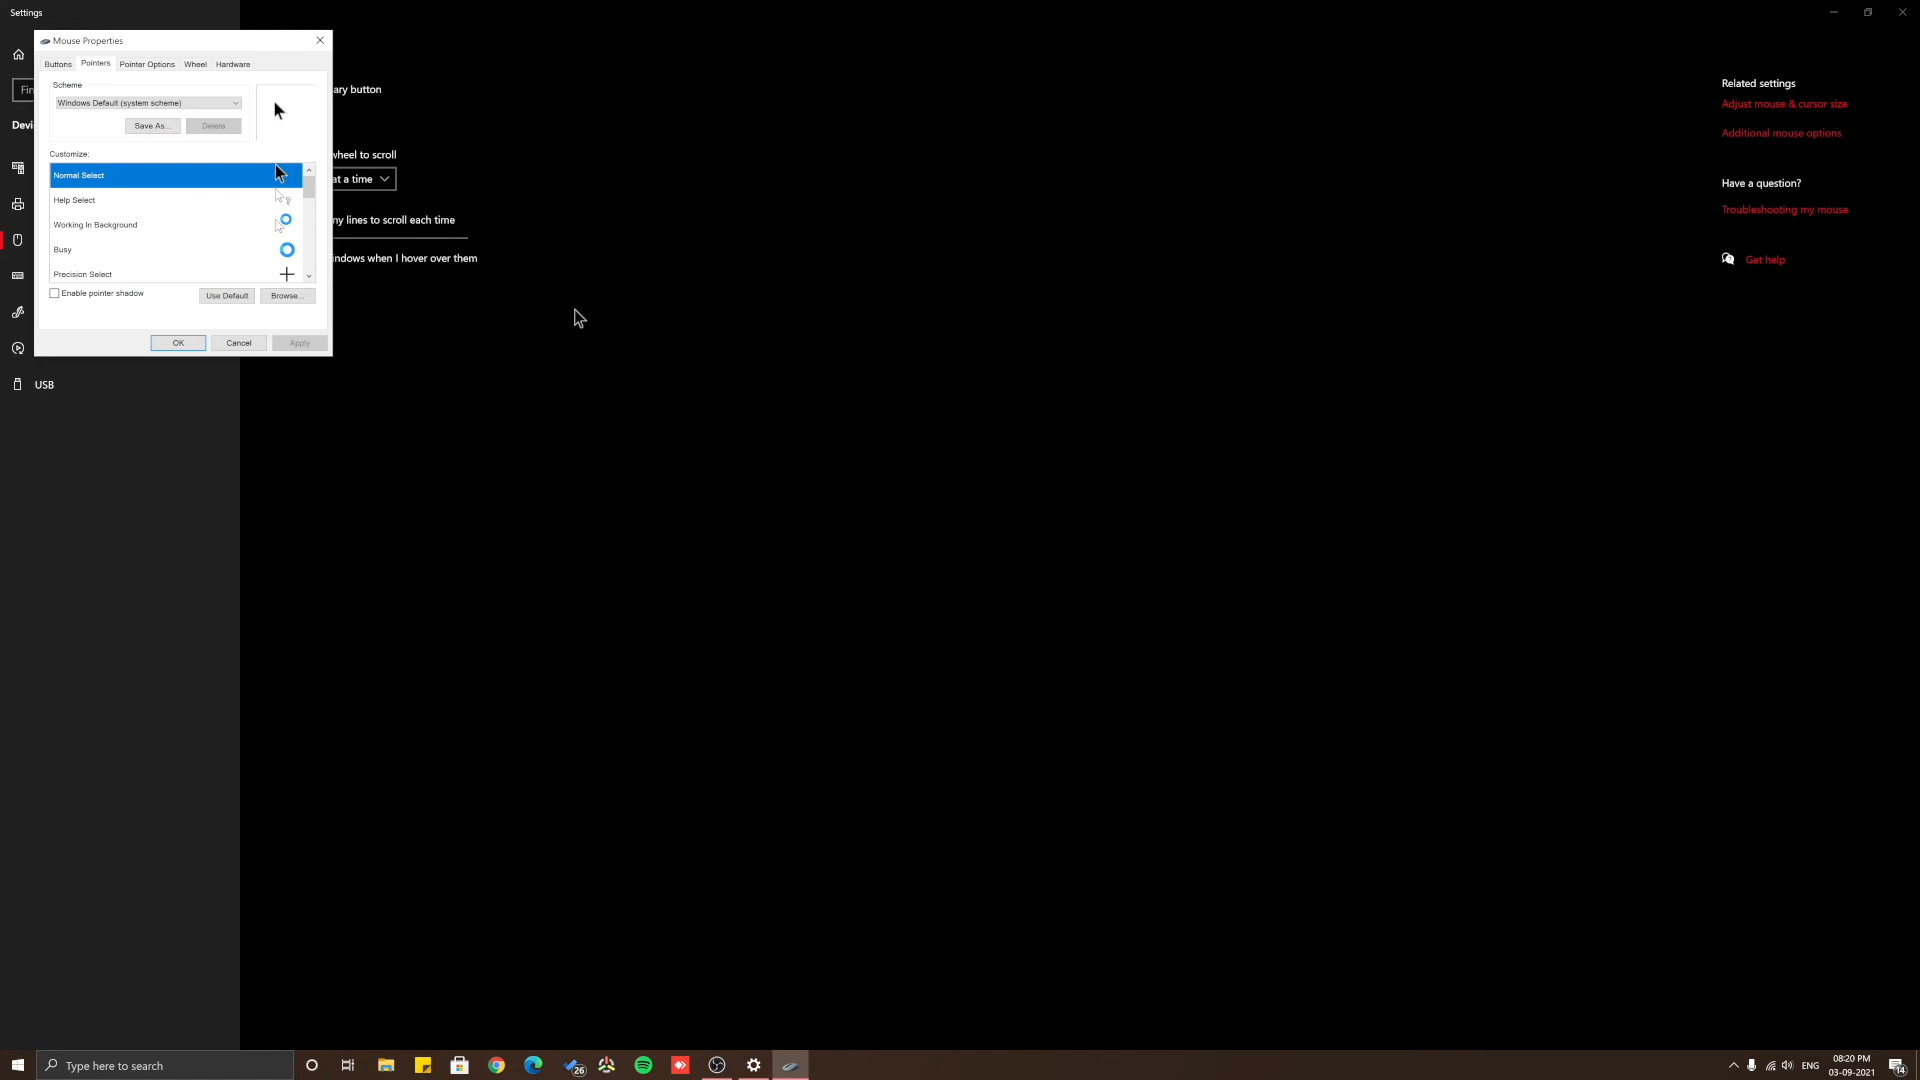 Settings
Mouse Properties
Buttons
Pointers
Pointer Options
Wheel
Hardware
Scheme
Windows Default (system scheme)
Save As...
Delete
Customize:
Normal Select
Help Select
Working In Background
Busy
Precision Select
Enable pointer shadow
Use Default
Browse...
OK
Cancel
Apply
Fin
Devi
USB
ary button
wheel to scroll
at a time
ny lines to scroll each time
indows when I hover over them
Related settings
Adjust mouse & cursor size
Additional mouse options
Have a question?
Troubleshooting my mouse
Get help
Type here to search
26
ENG
08:20 PM
03-09-2021
14